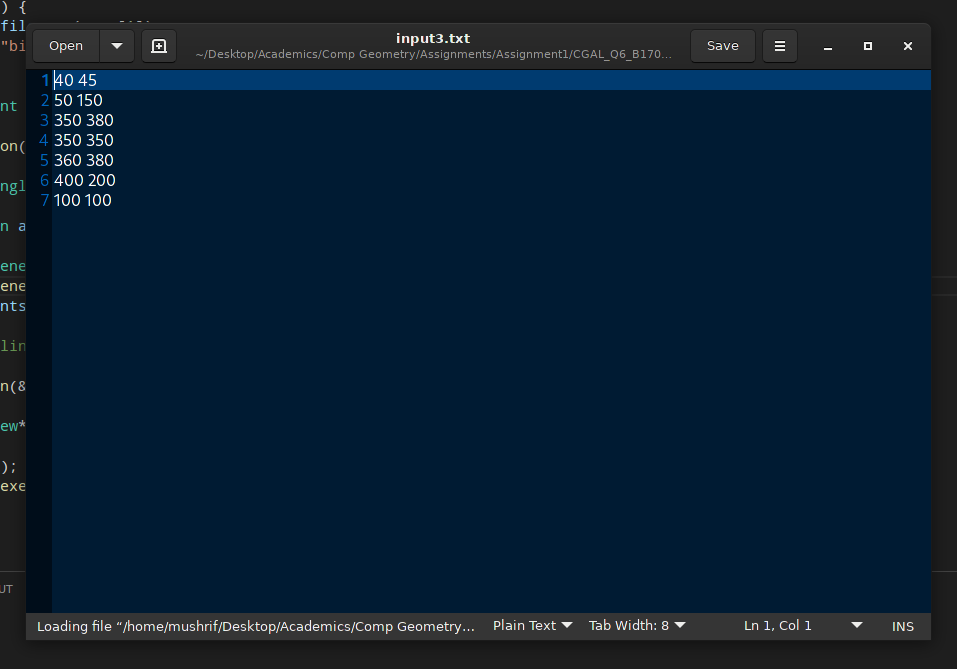 ) {
fil
"bi
Open
input3.txt
~/Desktop/Academics/Comp Geometry/Assignments/Assignment1/CGAL_Q6_B170...
Save
1 40 45
2 50 150
3 350 380
4 350 350
5 360 380
6 400 200
7 100 100
nt
on(
ngl
n a
ene
ene
nts
lin
n(&
ew*
);
exe
UT
Loading file “/home/mushrif/Desktop/Academics/Comp Geometry... Plain Text Tab Width: 8 Ln 1, Col 1 INS